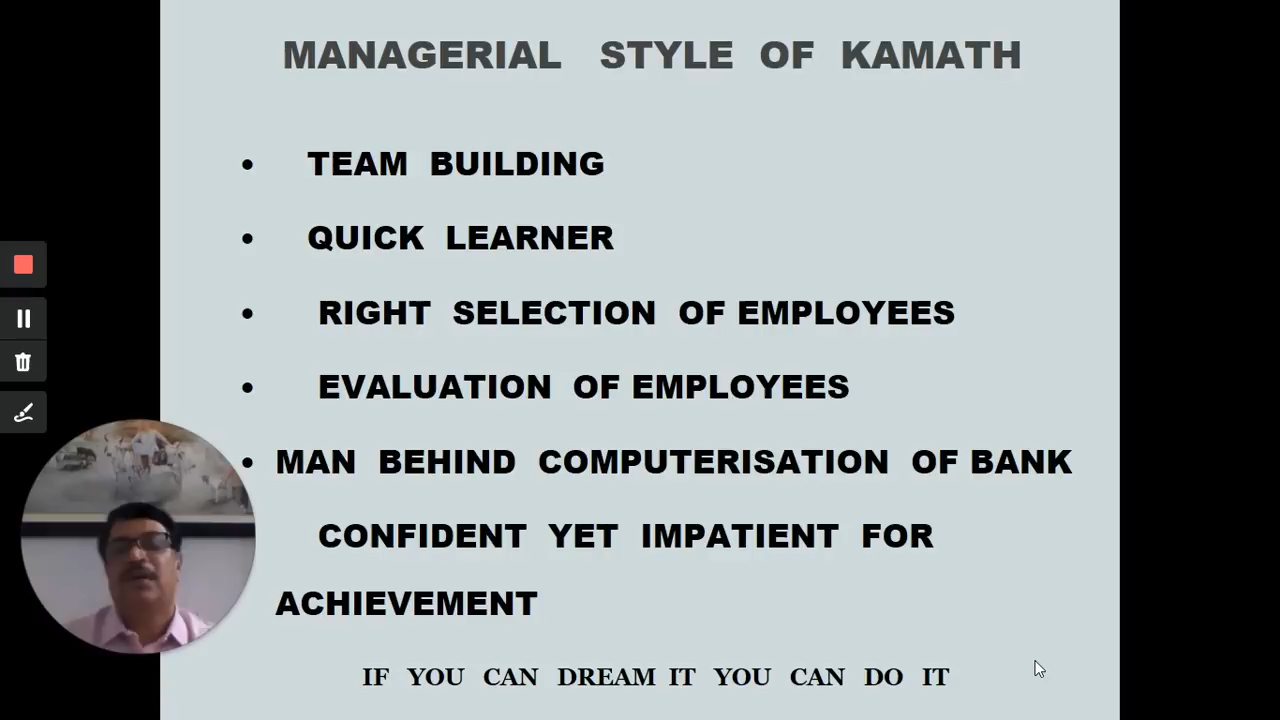 MANAGERIAL STYLE OF KAMATH
• TEAM BUILDING
• QUICK LEARNER
• RIGHT SELECTION OF EMPLOYEES
• EVALUATION OF EMPLOYEES
• MAN BEHIND COMPUTERISATION OF BANK
CONFIDENT YET IMPATIENT FOR
ACHIEVEMENT
IF YOU CAN DREAM IT YOU CAN DO IT